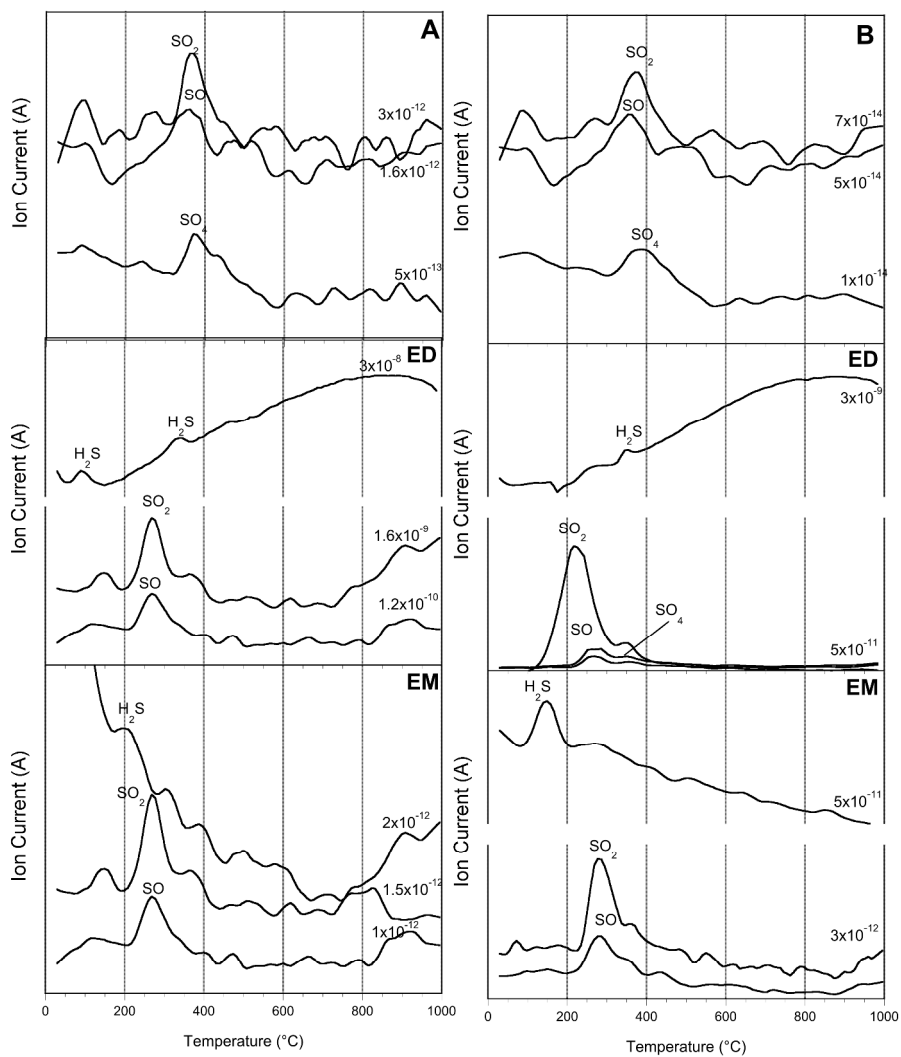 A
SO₂
SO
3x10⁻¹²
1.6x10⁻¹²
SO₄
5x10⁻¹³
Ion Current (A)
ED
3x10⁻⁸
H₂S
H₂S
SO₂
1.6x10⁻⁹
SO
1.2x10⁻¹⁰
Ion Current (A)
EM
H₂S
SO₂
2x10⁻¹²
1.5x10⁻¹²
SO
1x10⁻¹²
Ion Current (A)
0 200 400 600 800 1000
Temperature (°C)
B
SO₂
SO
7x10⁻¹⁴
5x10⁻¹⁴
SO₄
1x10⁻¹⁴
Ion Current (A)
ED
3x10⁻⁹
H₂S
SO₂
SO₄
SO
5x10⁻¹¹
Ion Current (A)
EM
H₂S
5x10⁻¹¹
SO₂
SO
3x10⁻¹²
Ion Current (A)
0 200 400 600 800 1000
Temperature (°C)